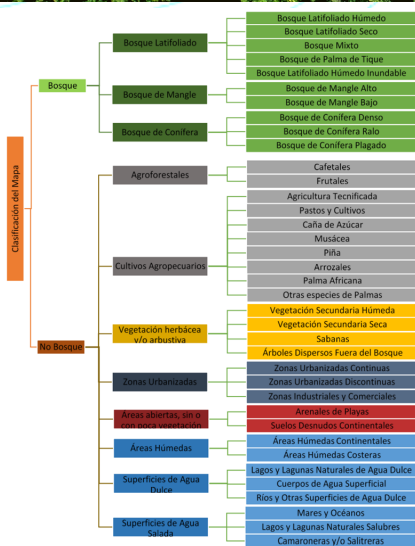 Clasificación del Mapa
Bosque
Bosque Latifoliado
Bosque Latifoliado Húmedo
Bosque Latifoliado Seco
Bosque Mixto
Bosque de Palma de Tique
Bosque Latifoliado Húmedo Inundable
Bosque de Mangle
Bosque de Mangle Alto
Bosque de Mangle Bajo
Bosque de Conífera
Bosque de Conífera Denso
Bosque de Conífera Ralo
Bosque de Conífera Plagado
No Bosque
Agroforestales
Cafetales
Frutales
Cultivos Agropecuarios
Agricultura Tecnificada
Pastos y Cultivos
Caña de Azúcar
Musácea
Piña
Arrozales
Palma Africana
Otras especies de Palmas
Vegetación herbácea
y/o arbustiva
Vegetación Secundaria Húmeda
Vegetación Secundaria Seca
Sabanas
Árboles Dispersos Fuera del Bosque
Zonas Urbanizadas
Zonas Urbanizadas Continuas
Zonas Urbanizadas Discontinuas
Zonas Industriales y Comerciales
Áreas abiertas, sin o
con poca vegetación
Arenales de Playas
Suelos Desnudos Continentales
Áreas Húmedas
Áreas Húmedas Continentales
Áreas Húmedas Costeras
Superficies de Agua
Dulce
Lagos y Lagunas Naturales de Agua Dulce
Cuerpos de Agua Superficial
Ríos y Otras Superficies de Agua Dulce
Superficies de Agua
Salada
Mares y Océanos
Lagos y Lagunas Naturales Salubres
Camaroneras y/o Salitreras